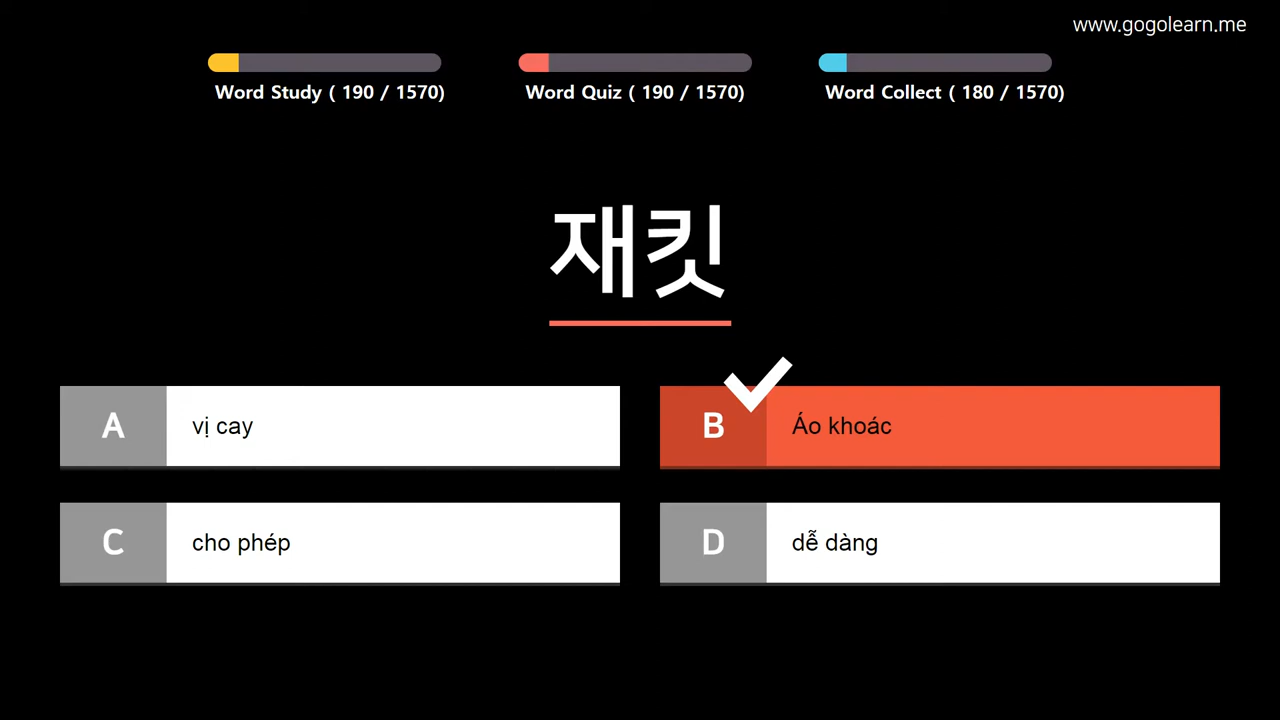 www.gogolearn.me
Word Study ( 190 / 1570)
Word Quiz ( 190 / 1570)
Word Collect ( 180 / 1570)
재킷
A vị cay
B Áo khoác
C cho phép
D dễ dàng